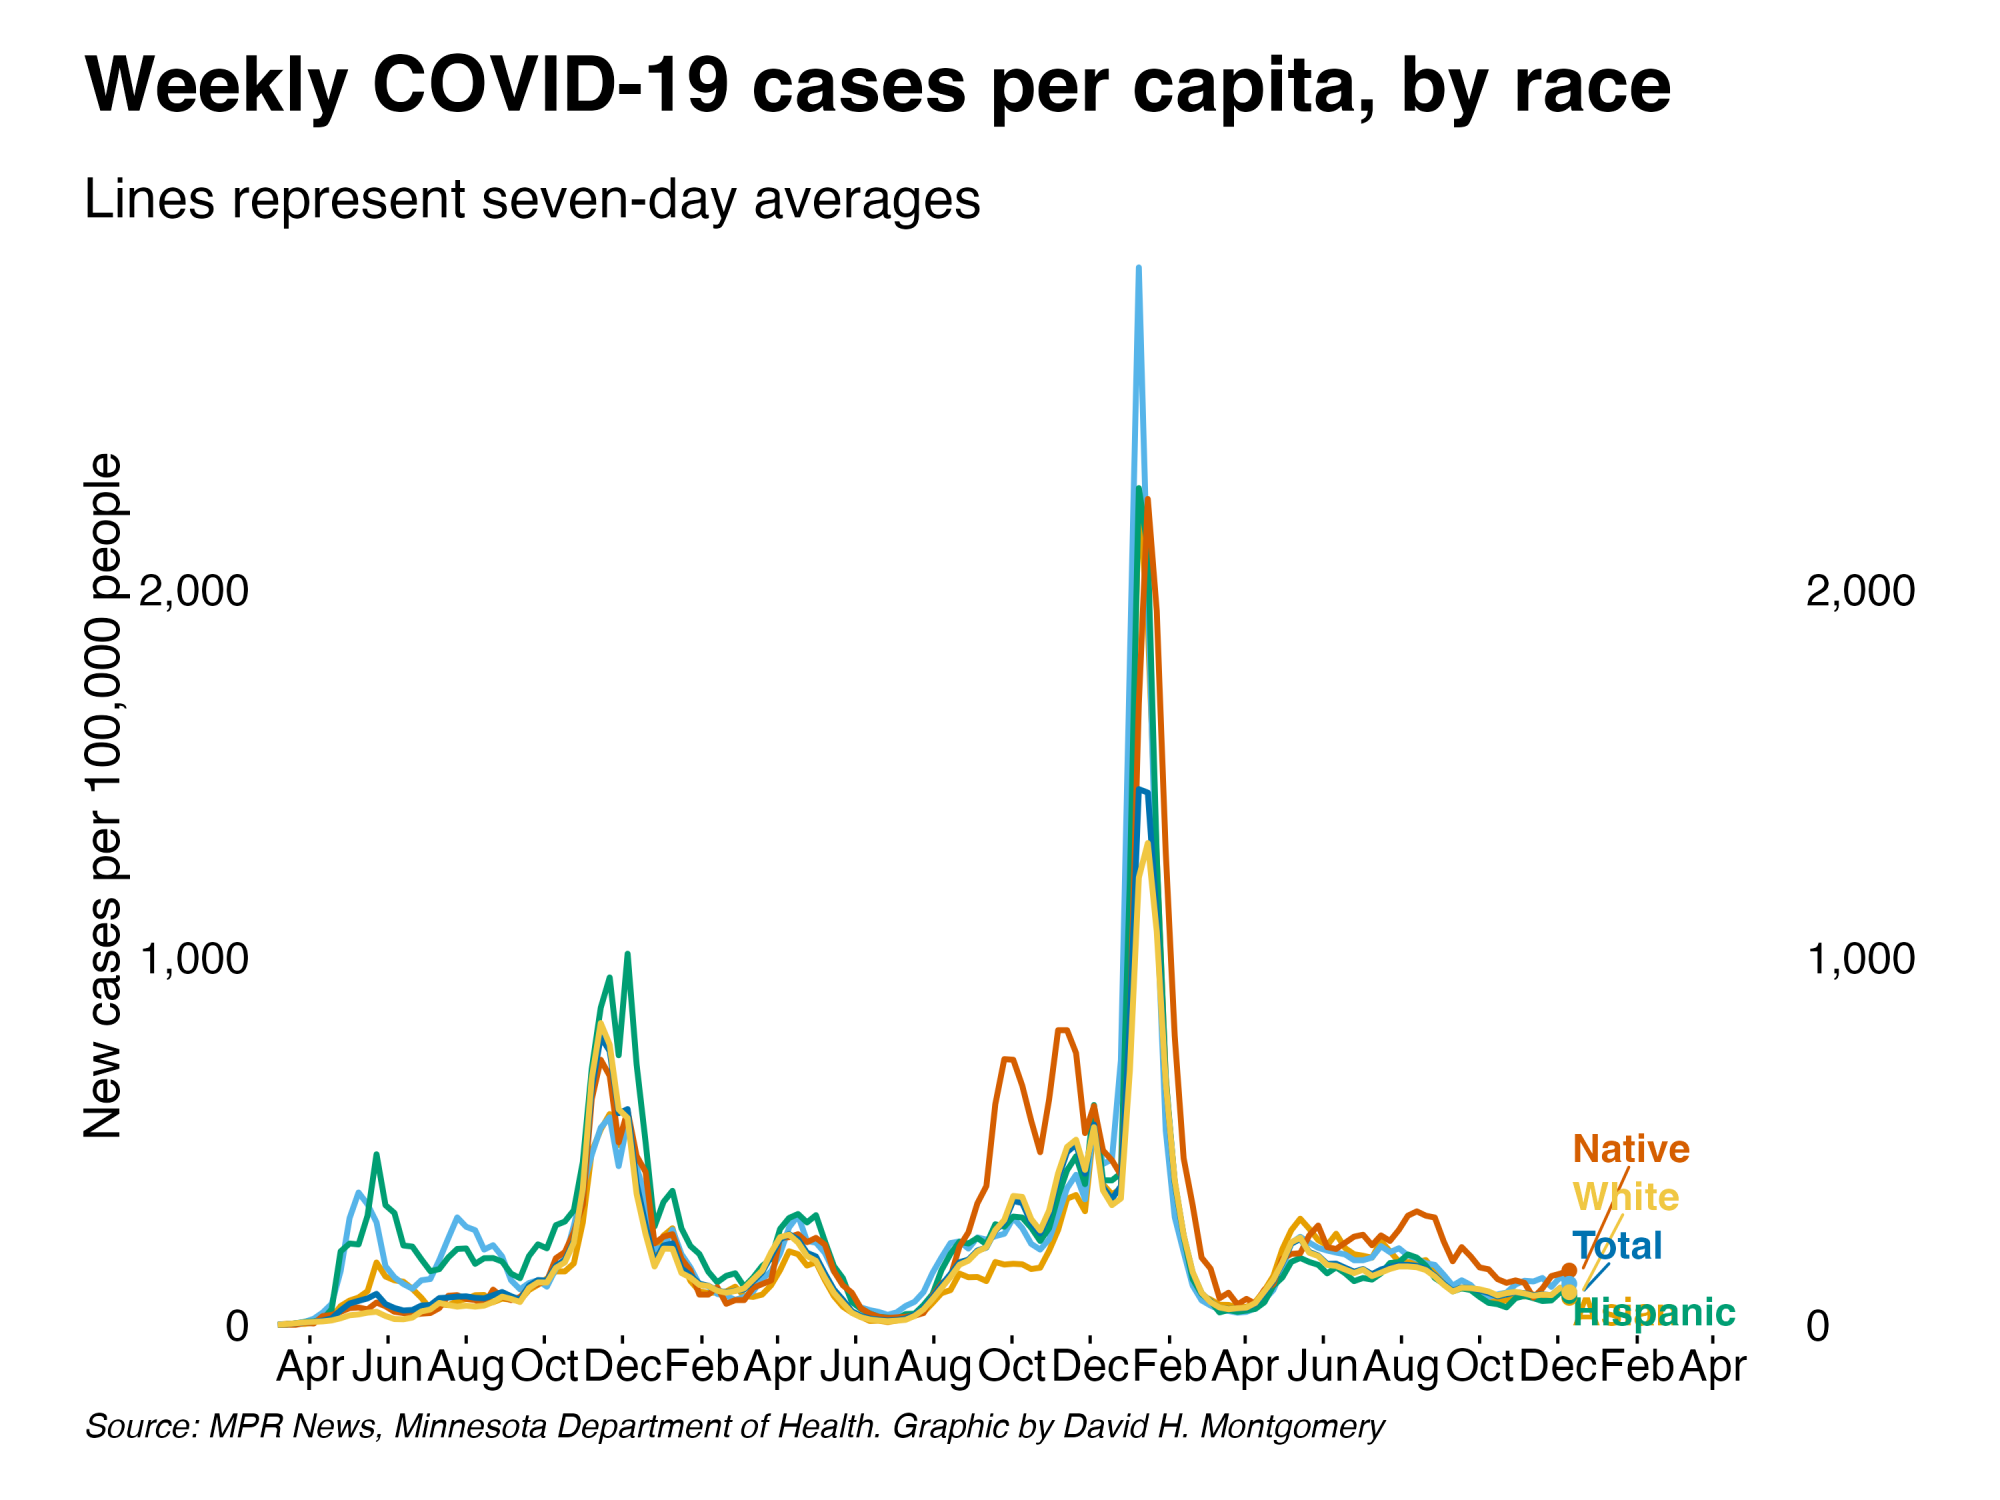 Weekly COVID-19 cases per capita, by race
Lines represent seven-day averages
New cases per 100,000 people
2,000
2,000
1,000
1,000
Native
White
Total
Hispanic
Asian
0
0
Apr Jun Aug Oct Dec Feb Apr Jun Aug Oct Dec Feb Apr Jun Aug Oct Dec Feb Apr
Source: MPR News, Minnesota Department of Health. Graphic by David H. Montgomery